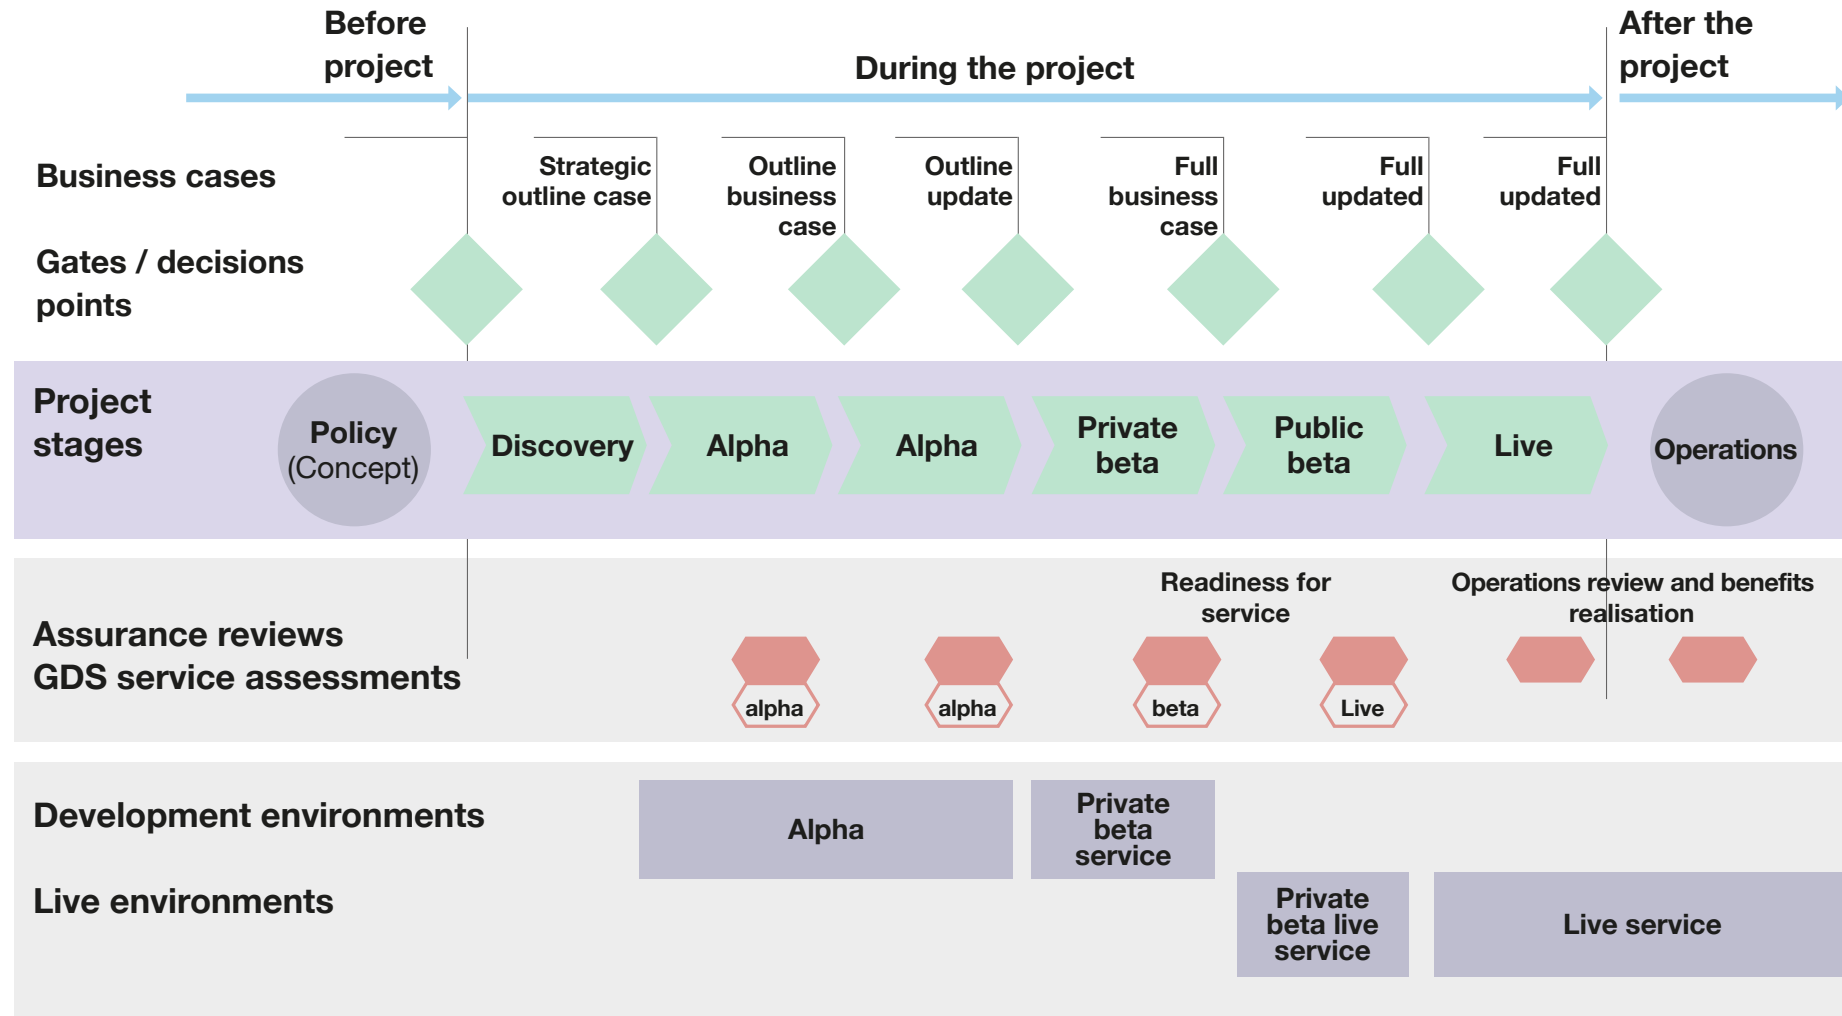 Before
project
During the project
After the
project
Business cases
Strategic
outline case
Outline
business
case
Outline
update
Full
business
case
Full
updated
Full
updated
Gates / decisions
points
Project
stages
Policy
(Concept)
Discovery
Alpha
Alpha
Private
beta
Public
beta
Live
Operations
Assurance reviews
GDS service assessments
Readiness for
service
Operations review and benefits
realisation
alpha
alpha
beta
Live
Development environments
Alpha
Private
beta
service
Live environments
Private
beta live
service
Live service